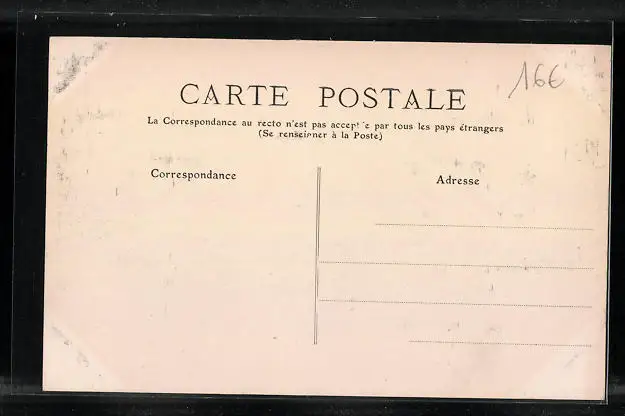 16€
CARTE POSTALE
La Correspondance au recto n'est pas acceptée par tous les pays étrangers
(Se renseigner à la Poste)
Correspondance
Adresse